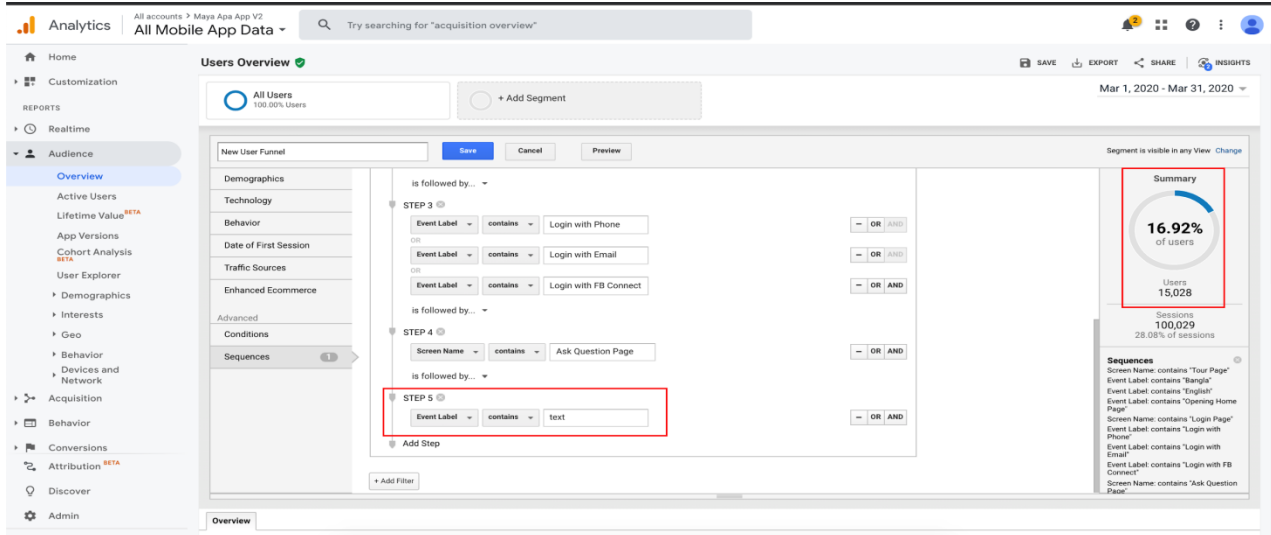 Analytics
All accounts > Maya Apa App V2
All Mobile App Data
Try searching for "acquisition overview"
2
Home
Customization
REPORTS
Realtime
Audience
Overview
Active Users
Lifetime Value BETA
App Versions
Cohort Analysis
BETA
User Explorer
Demographics
Interests
Geo
Behavior
Devices and
Network
Acquisition
Behavior
Conversions
Attribution BETA
Discover
Admin
Users Overview
SAVE
EXPORT
SHARE
INSIGHTS
All Users
100.00% Users
+ Add Segment
Mar 1, 2020 - Mar 31, 2020
New User Funnel
Save
Cancel
Preview
Segment is visible in any View Change
Demographics
Technology
Behavior
Date of First Session
Traffic Sources
Enhanced Ecommerce
Advanced
Conditions
Sequences 1
is followed by...
STEP 3
Event Label contains Login with Phone – OR AND
OR
Event Label contains Login with Email – OR AND
OR
Event Label contains Login with FB Connect – OR AND
is followed by...
STEP 4
Screen Name contains Ask Question Page – OR AND
is followed by...
STEP 5
Event Label contains text – OR AND
Add Step
+ Add Filter
Summary
16.92%
of users
Users
15,028
Sessions
100,029
28.08% of sessions
Sequences
Screen Name: contains "Tour Page"
Event Label: contains "Bangla"
Event Label: contains "English"
Event Label: contains "Opening Home
Page"
Screen Name: contains "Login Page"
Event Label: contains "Login with
Phone"
Event Label: contains "Login with
Email"
Event Label: contains "Login with FB
Connect"
Screen Name: contains "Ask Question
Page"
Overview